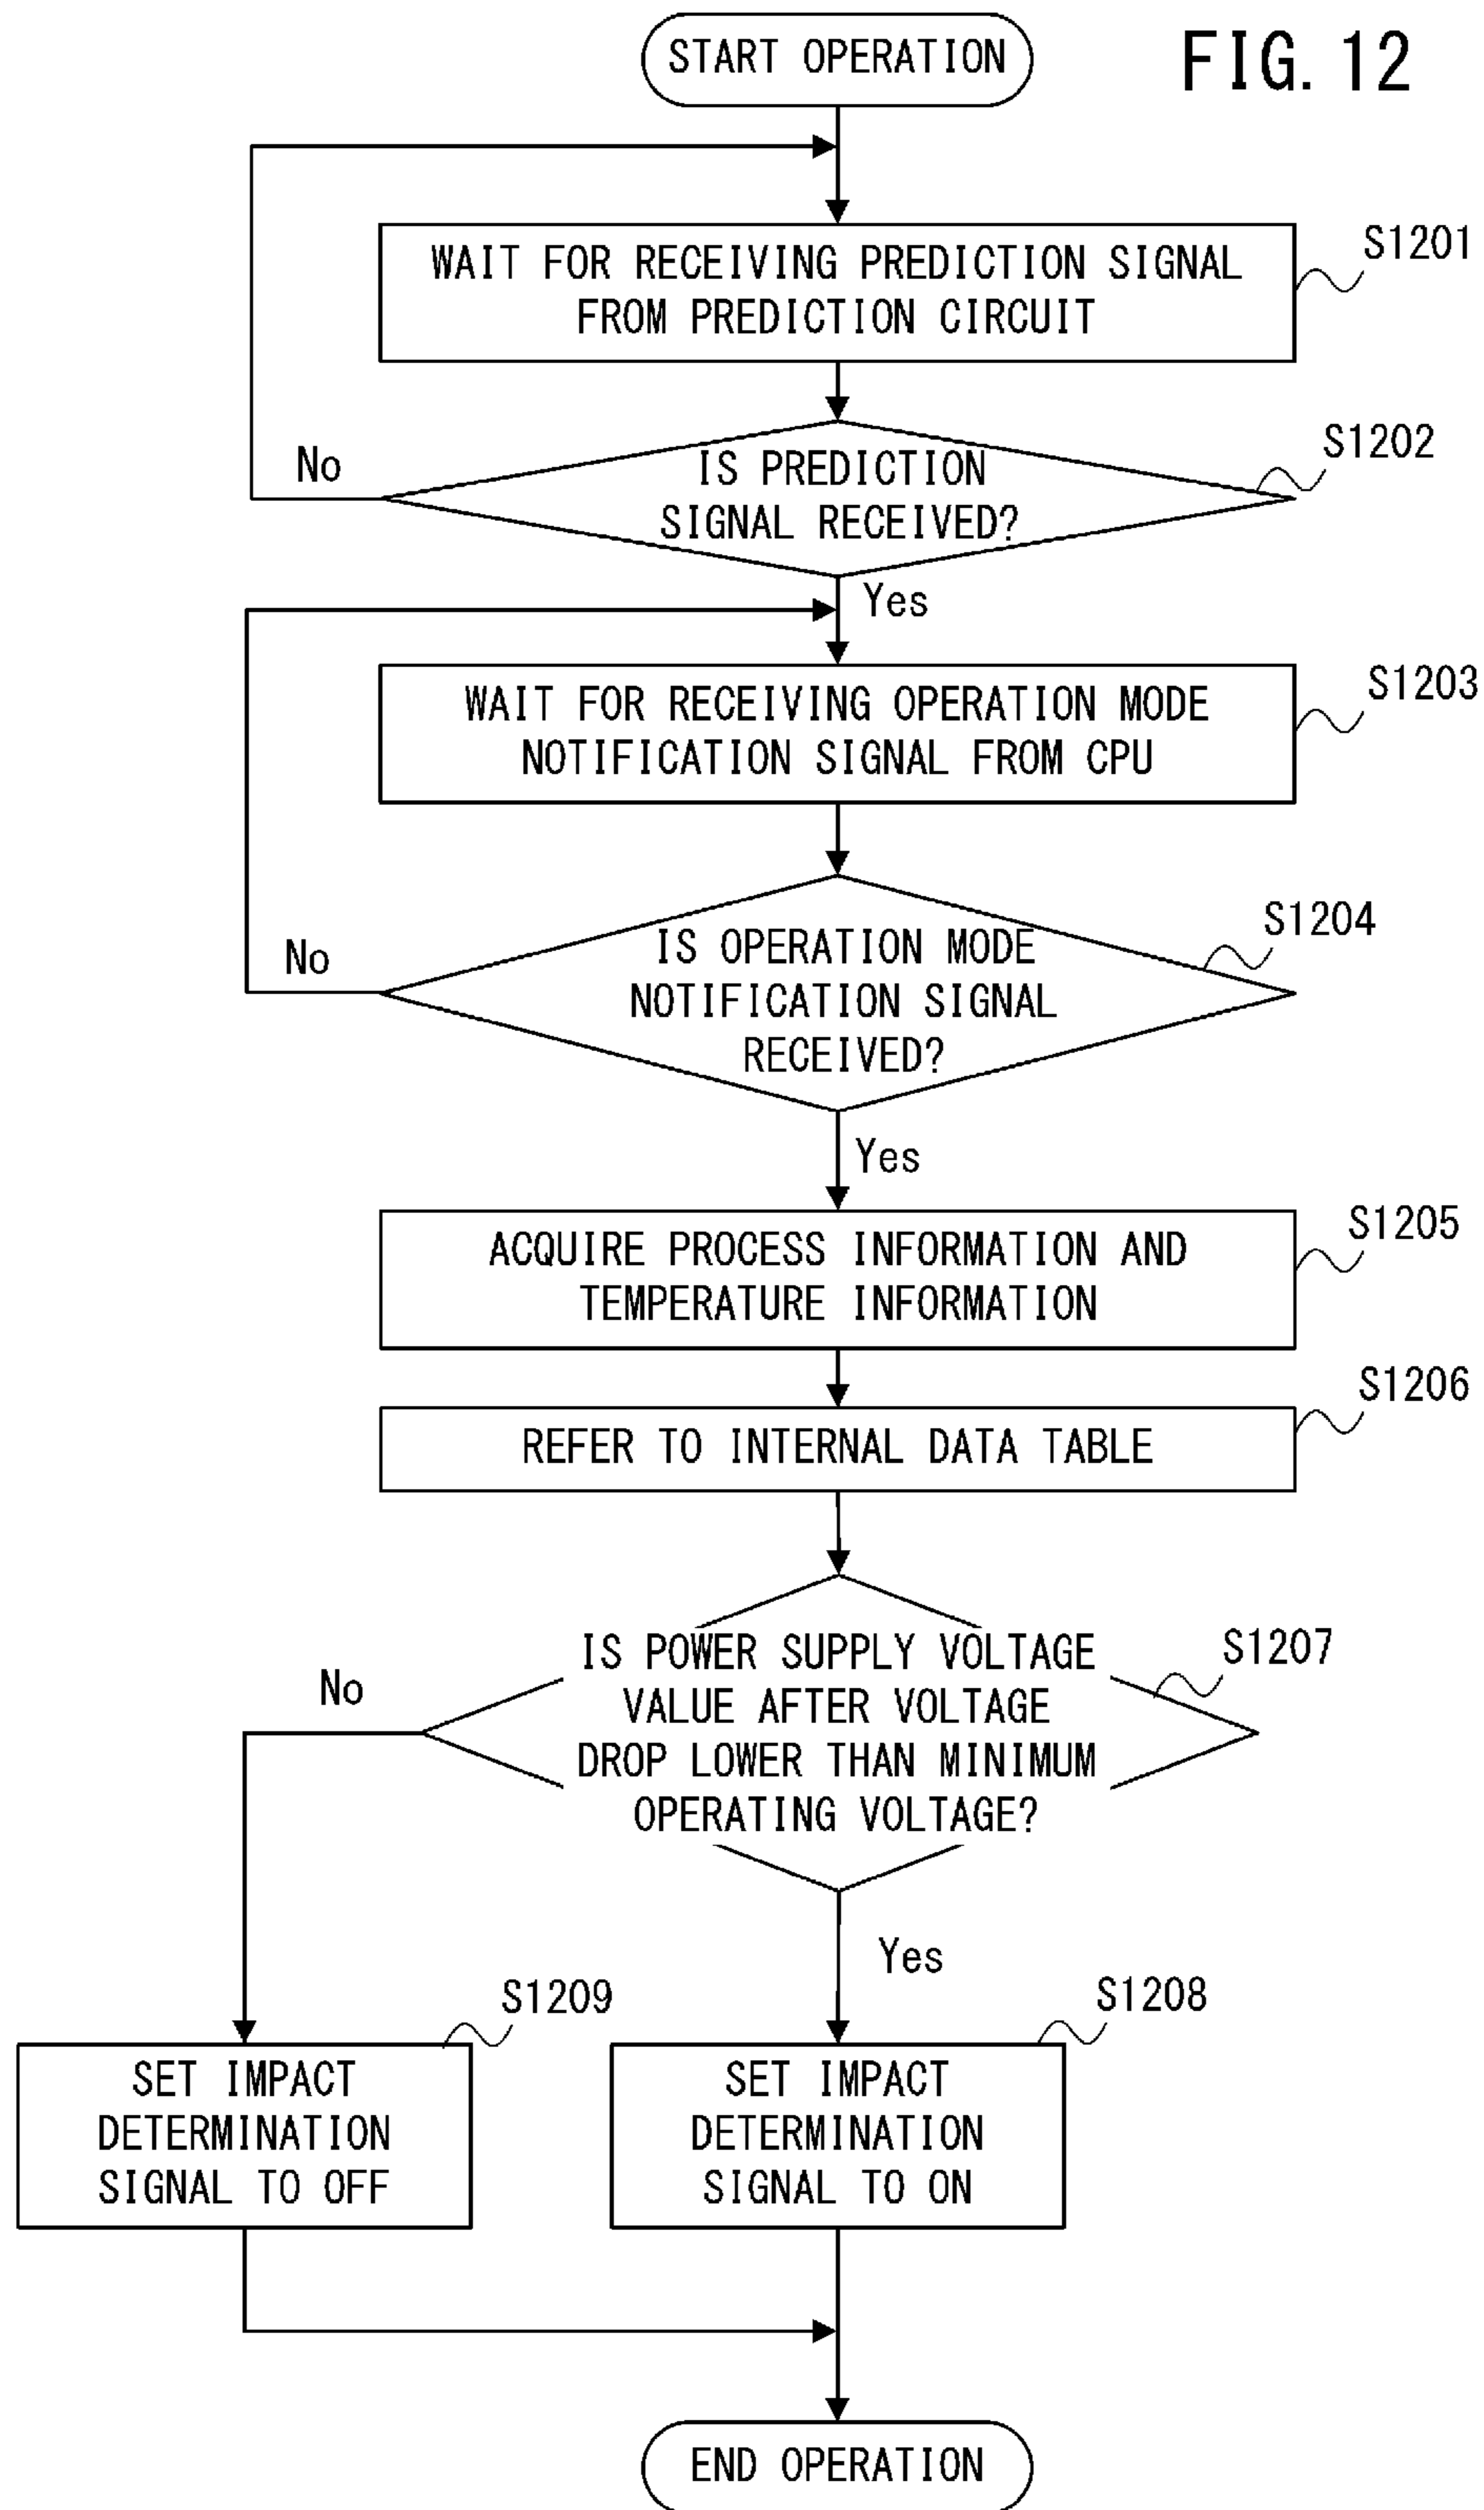 START OPERATION
FIG. 12
WAIT FOR RECEIVING PREDICTION SIGNAL
FROM PREDICTION CIRCUIT
S1201
IS PREDICTION
SIGNAL RECEIVED?
S1202
No
Yes
WAIT FOR RECEIVING OPERATION MODE
NOTIFICATION SIGNAL FROM CPU
S1203
IS OPERATION MODE
NOTIFICATION SIGNAL
RECEIVED?
S1204
No
Yes
ACQUIRE PROCESS INFORMATION AND
TEMPERATURE INFORMATION
S1205
REFER TO INTERNAL DATA TABLE
S1206
IS POWER SUPPLY VOLTAGE
VALUE AFTER VOLTAGE
DROP LOWER THAN MINIMUM
OPERATING VOLTAGE?
S1207
No
Yes
S1209
SET IMPACT
DETERMINATION
SIGNAL TO OFF
S1208
SET IMPACT
DETERMINATION
SIGNAL TO ON
END OPERATION